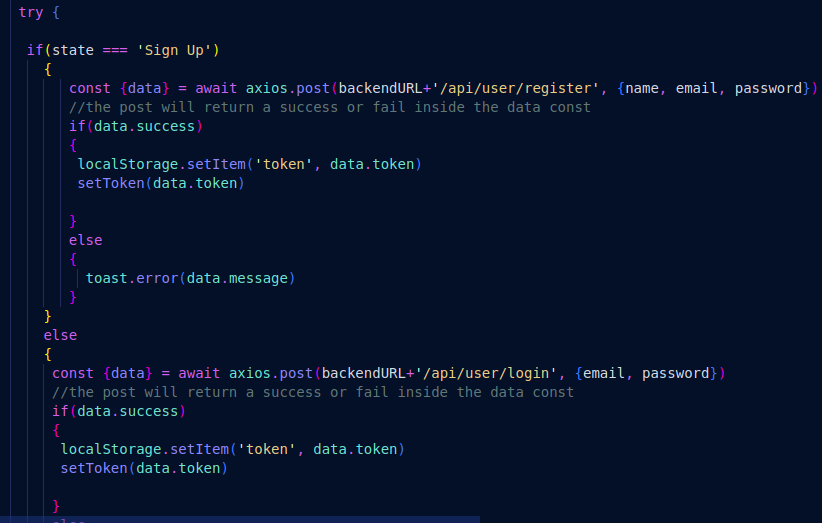 try {
if(state === 'Sign Up')
{
const {data} = await axios.post(backendURL+'/api/user/register', {name, email, password})
//the post will return a success or fail inside the data const
if(data.success)
{
localStorage.setItem('token', data.token)
setToken(data.token)
}
else
{
toast.error(data.message)
}
}
else
{
const {data} = await axios.post(backendURL+'/api/user/login', {email, password})
//the post will return a success or fail inside the data const
if(data.success)
{
localStorage.setItem('token', data.token)
setToken(data.token)
}
else